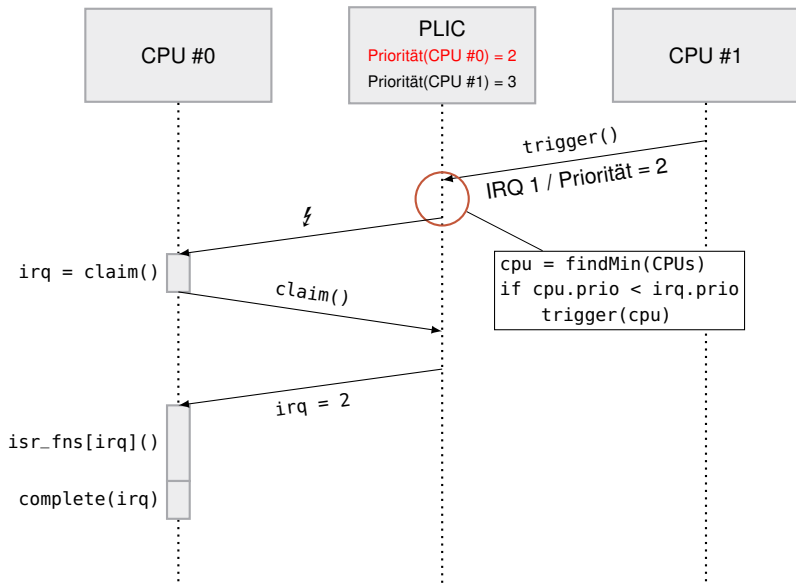 CPU #0
PLIC
Priorität(CPU #0) = 2
Priorität(CPU #1) = 3
CPU #1
trigger()
IRQ 1 / Priorität = 2
irq = claim()
claim()
cpu = findMin(CPUs)
if cpu.prio < irq.prio
trigger(cpu)
irq = 2
isr_fns[irq]()
complete(irq)